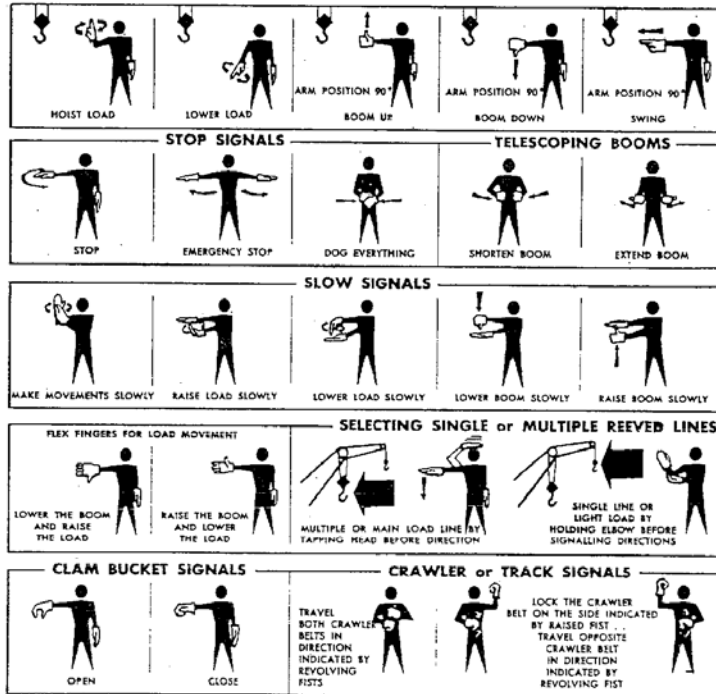 HOIST LOAD
LOWER LOAD
ARM POSITION 90°
BOOM UP
ARM POSITION 90°
BOOM DOWN
ARM POSITION 90°
SWING
STOP SIGNALS
TELESCOPING BOOMS
STOP
EMERGENCY STOP
DOG EVERYTHING
SHORTEN BOOM
EXTEND BOOM
SLOW SIGNALS
MAKE MOVEMENTS SLOWLY
RAISE LOAD SLOWLY
LOWER LOAD SLOWLY
LOWER BOOM SLOWLY
RAISE BOOM SLOWLY
SELECTING SINGLE or MULTIPLE REEVED LINES
FLEX FINGERS FOR LOAD MOVEMENT
LOWER THE BOOM
AND RAISE
THE LOAD
RAISE THE BOOM
AND LOWER
THE LOAD
MULTIPLE OR MAIN LOAD LINE BY
TAPPING HEAD BEFORE DIRECTION
SINGLE LINE OR
LIGHT LOAD BY
HOLDING ELBOW BEFORE
SIGNALLING DIRECTIONS
CLAM BUCKET SIGNALS
CRAWLER or TRACK SIGNALS
OPEN
CLOSE
TRAVEL
BOTH CRAWLER
BELTS IN
DIRECTION
INDICATED BY
REVOLVING
FISTS
LOCK THE CRAWLER
BELT ON THE SIDE INDICATED
BY RAISED FIST . .
TRAVEL OPPOSITE
CRAWLER BELT
IN DIRECTION
INDICATED BY
REVOLVING FIST